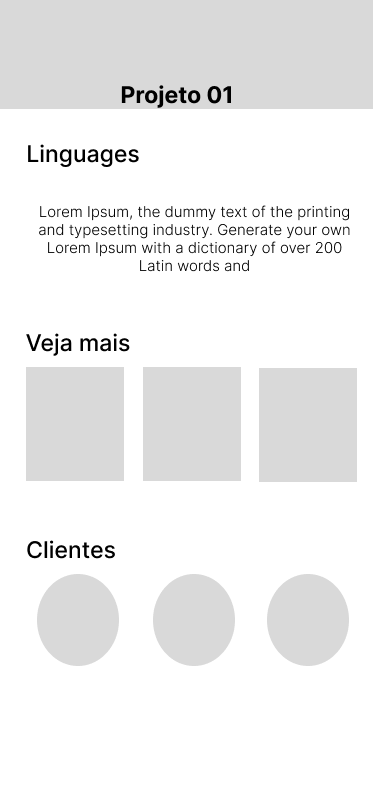 Projeto 01
Linguages
Lorem Ipsum, the dummy text of the printing
and typesetting industry. Generate your own
Lorem Ipsum with a dictionary of over 200
Latin words and
Veja mais
Clientes